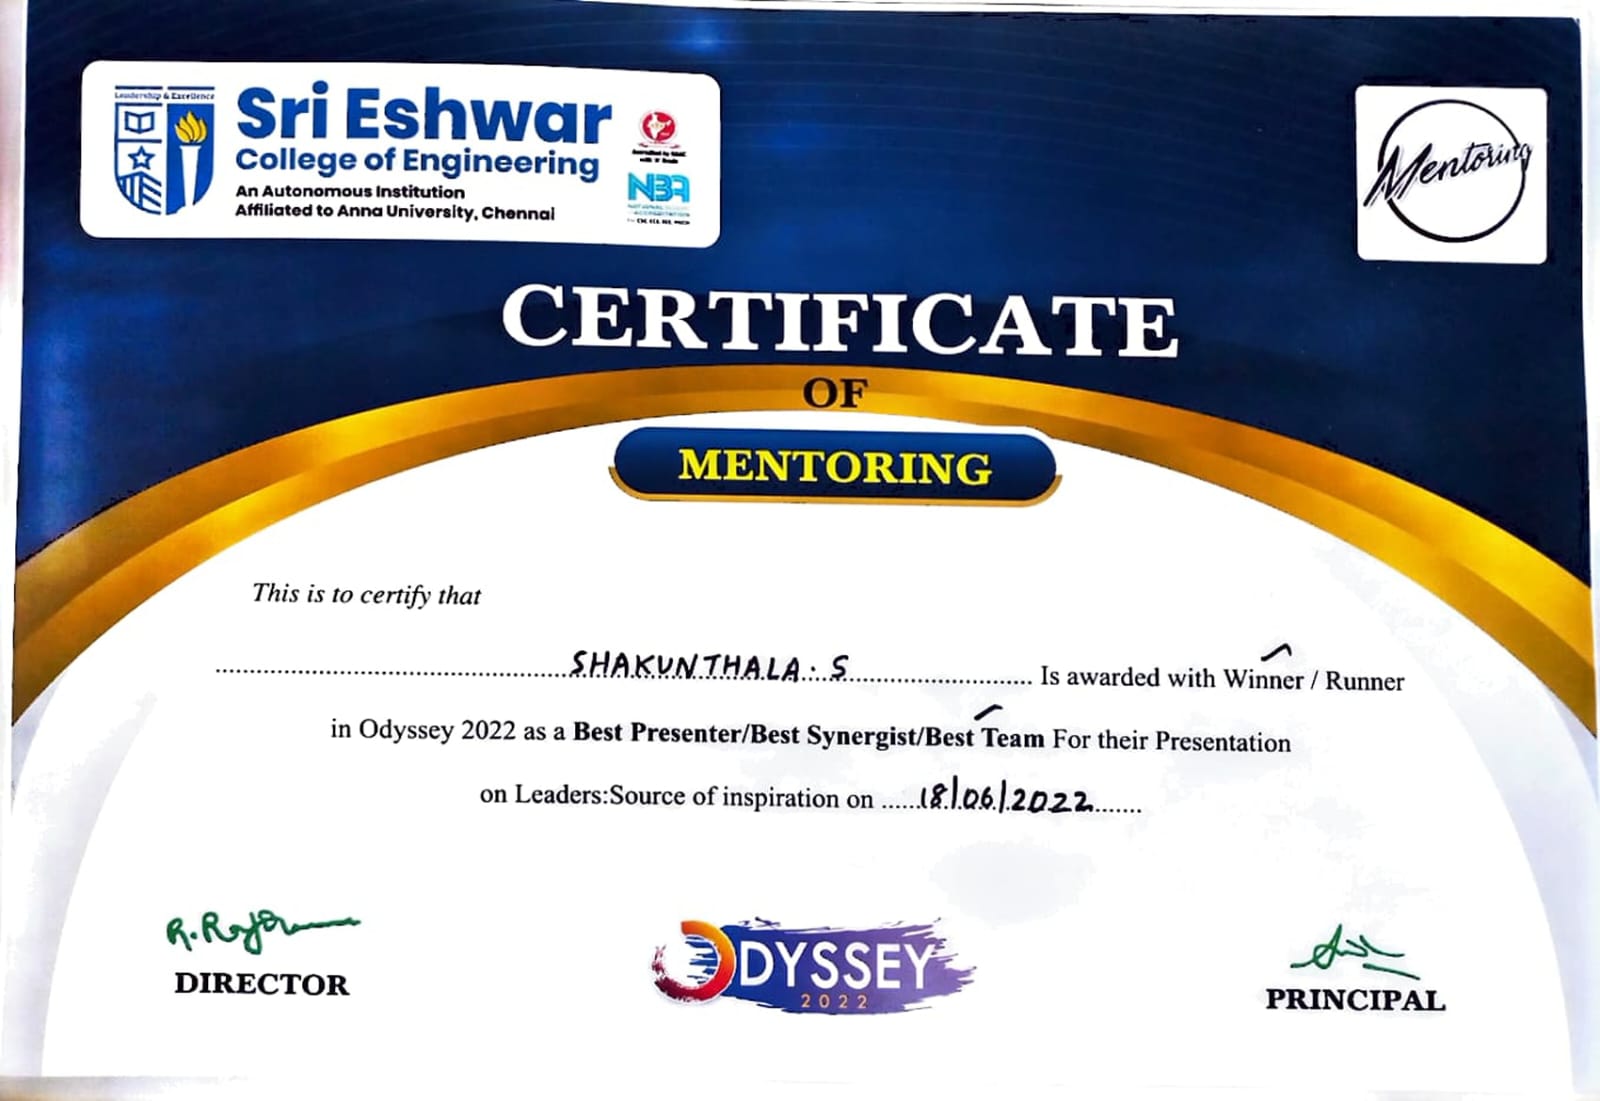 Leadership & Excellence
Sri Eshwar
College of Engineering
An Autonomous Institution
Affiliated to Anna University, Chennai
NBA
Mentoring
CERTIFICATE
OF
MENTORING
This is to certify that
SHAKUNTHALA. S Is awarded with Winner / Runner
in Odyssey 2022 as a Best Presenter/Best Synergist/Best Team For their Presentation
on Leaders:Source of inspiration on 18/06/2022
DIRECTOR
ODYSSEY
2022
PRINCIPAL